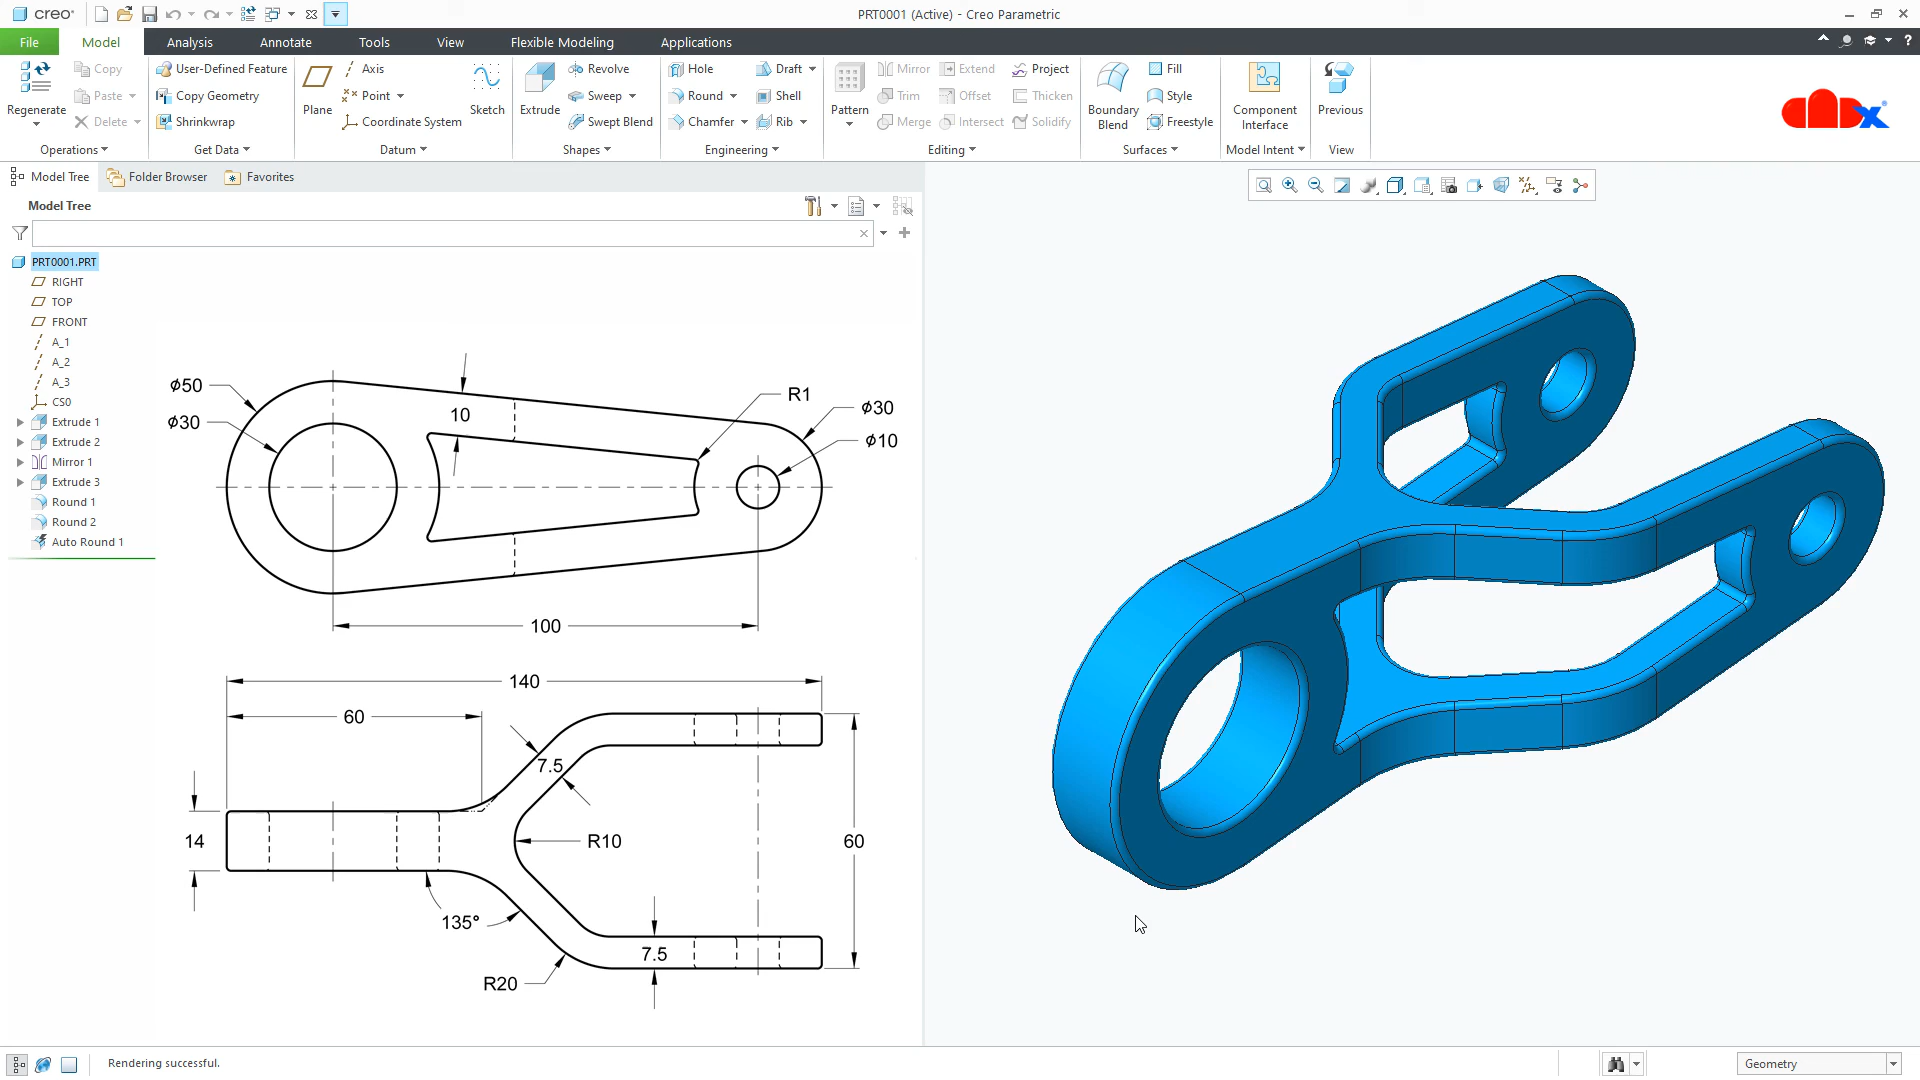 creo
PRT0001 (Active) - Creo Parametric
File Model Analysis Annotate Tools View Flexible Modeling Applications
Regenerate
Copy
Paste
Delete
Operations
User-Defined Feature
Copy Geometry
Shrinkwrap
Get Data
Plane
Axis
Point
Coordinate System
Sketch
Datum
Extrude
Revolve
Sweep
Swept Blend
Shapes
Hole
Round
Chamfer
Draft
Shell
Rib
Engineering
Pattern
Mirror
Trim
Merge
Extend
Offset
Intersect
Project
Thicken
Solidify
Editing
Boundary Blend
Fill
Style
Freestyle
Surfaces
Component Interface
Model Intent
Previous
View
Model Tree Folder Browser Favorites
Model Tree
PRT0001.PRT
RIGHT
TOP
FRONT
A_1
A_2
A_3
CS0
Extrude 1
Extrude 2
Mirror 1
Extrude 3
Round 1
Round 2
Auto Round 1
ϕ50
ϕ30
10
R1
ϕ30
ϕ10
100
140
60
7.5
14
R10
60
135°
7.5
R20
Rendering successful.
Geometry